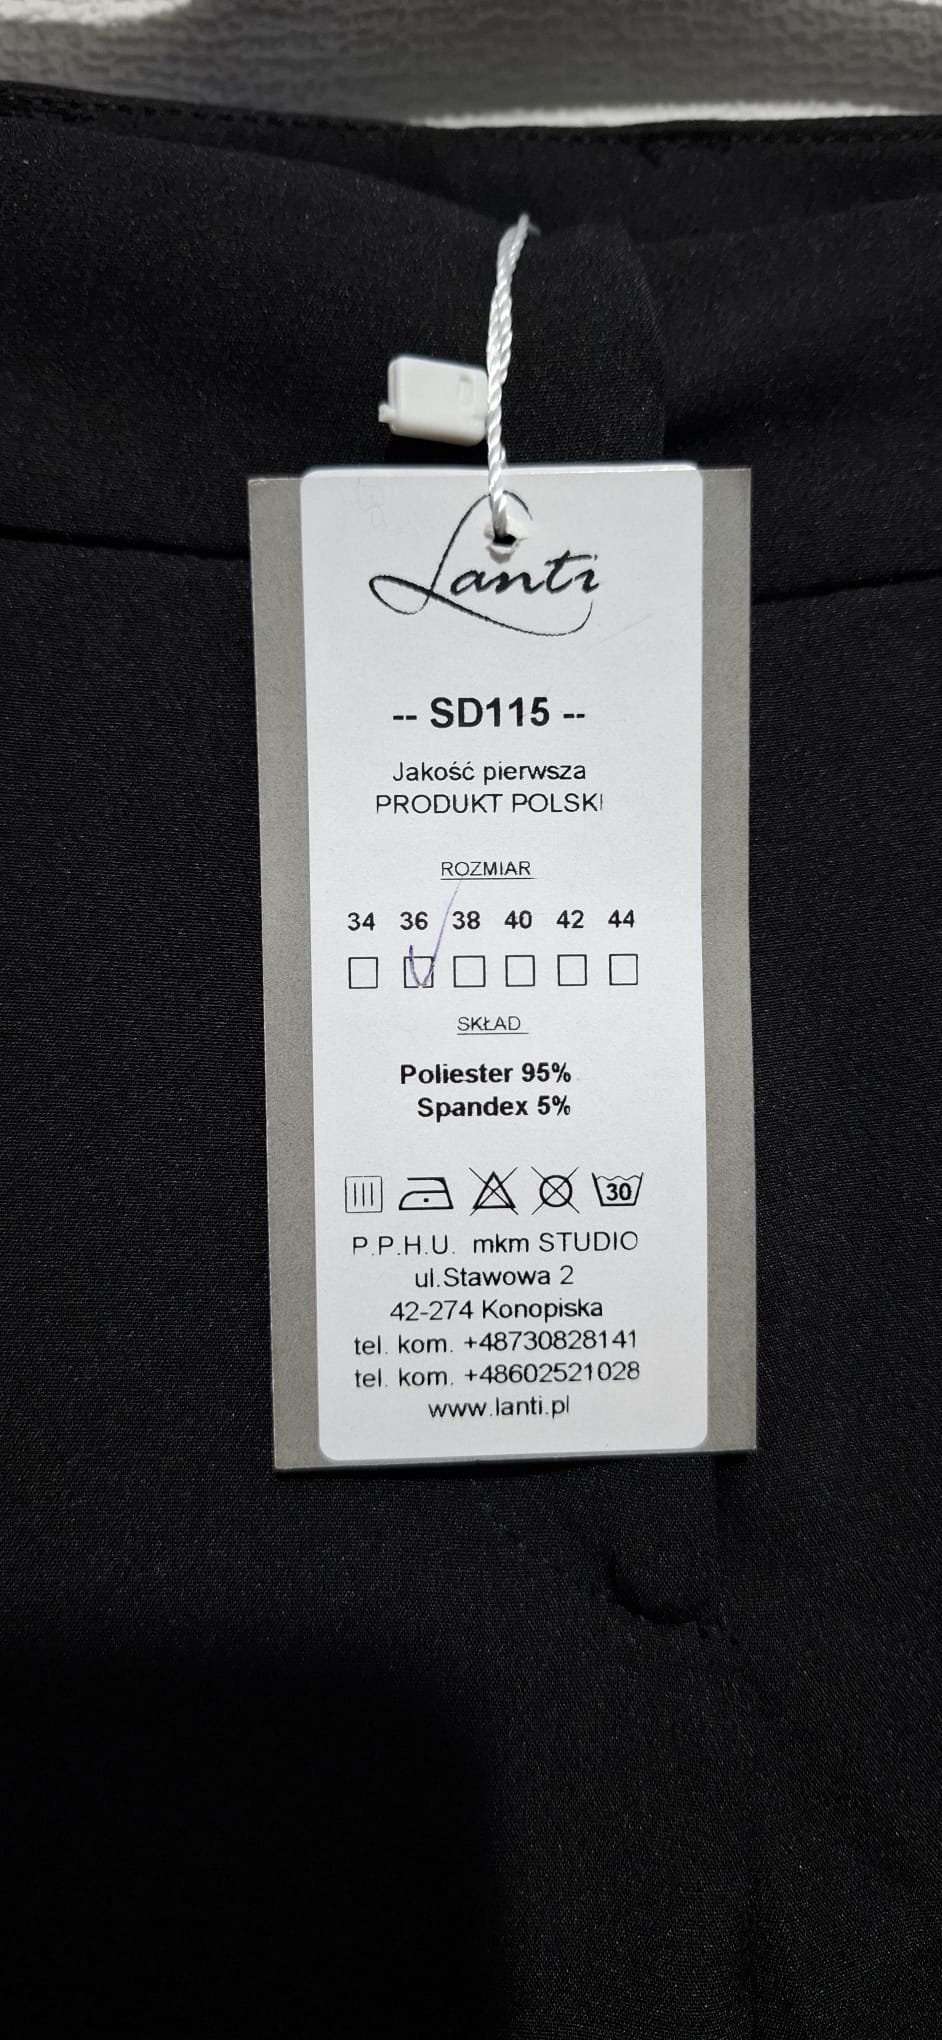 Lanti
-- SD115 --
Jakość pierwsza
PRODUKT POLSKI
ROZMIAR
34 36 38 40 42 44
SKŁAD
Poliester 95%
Spandex 5%
30
P.P.H.U. mkm STUDIO
ul.Stawowa 2
42-274 Konopiska
tel. kom. +48730828141
tel. kom. +48602521028
www.lanti.pl